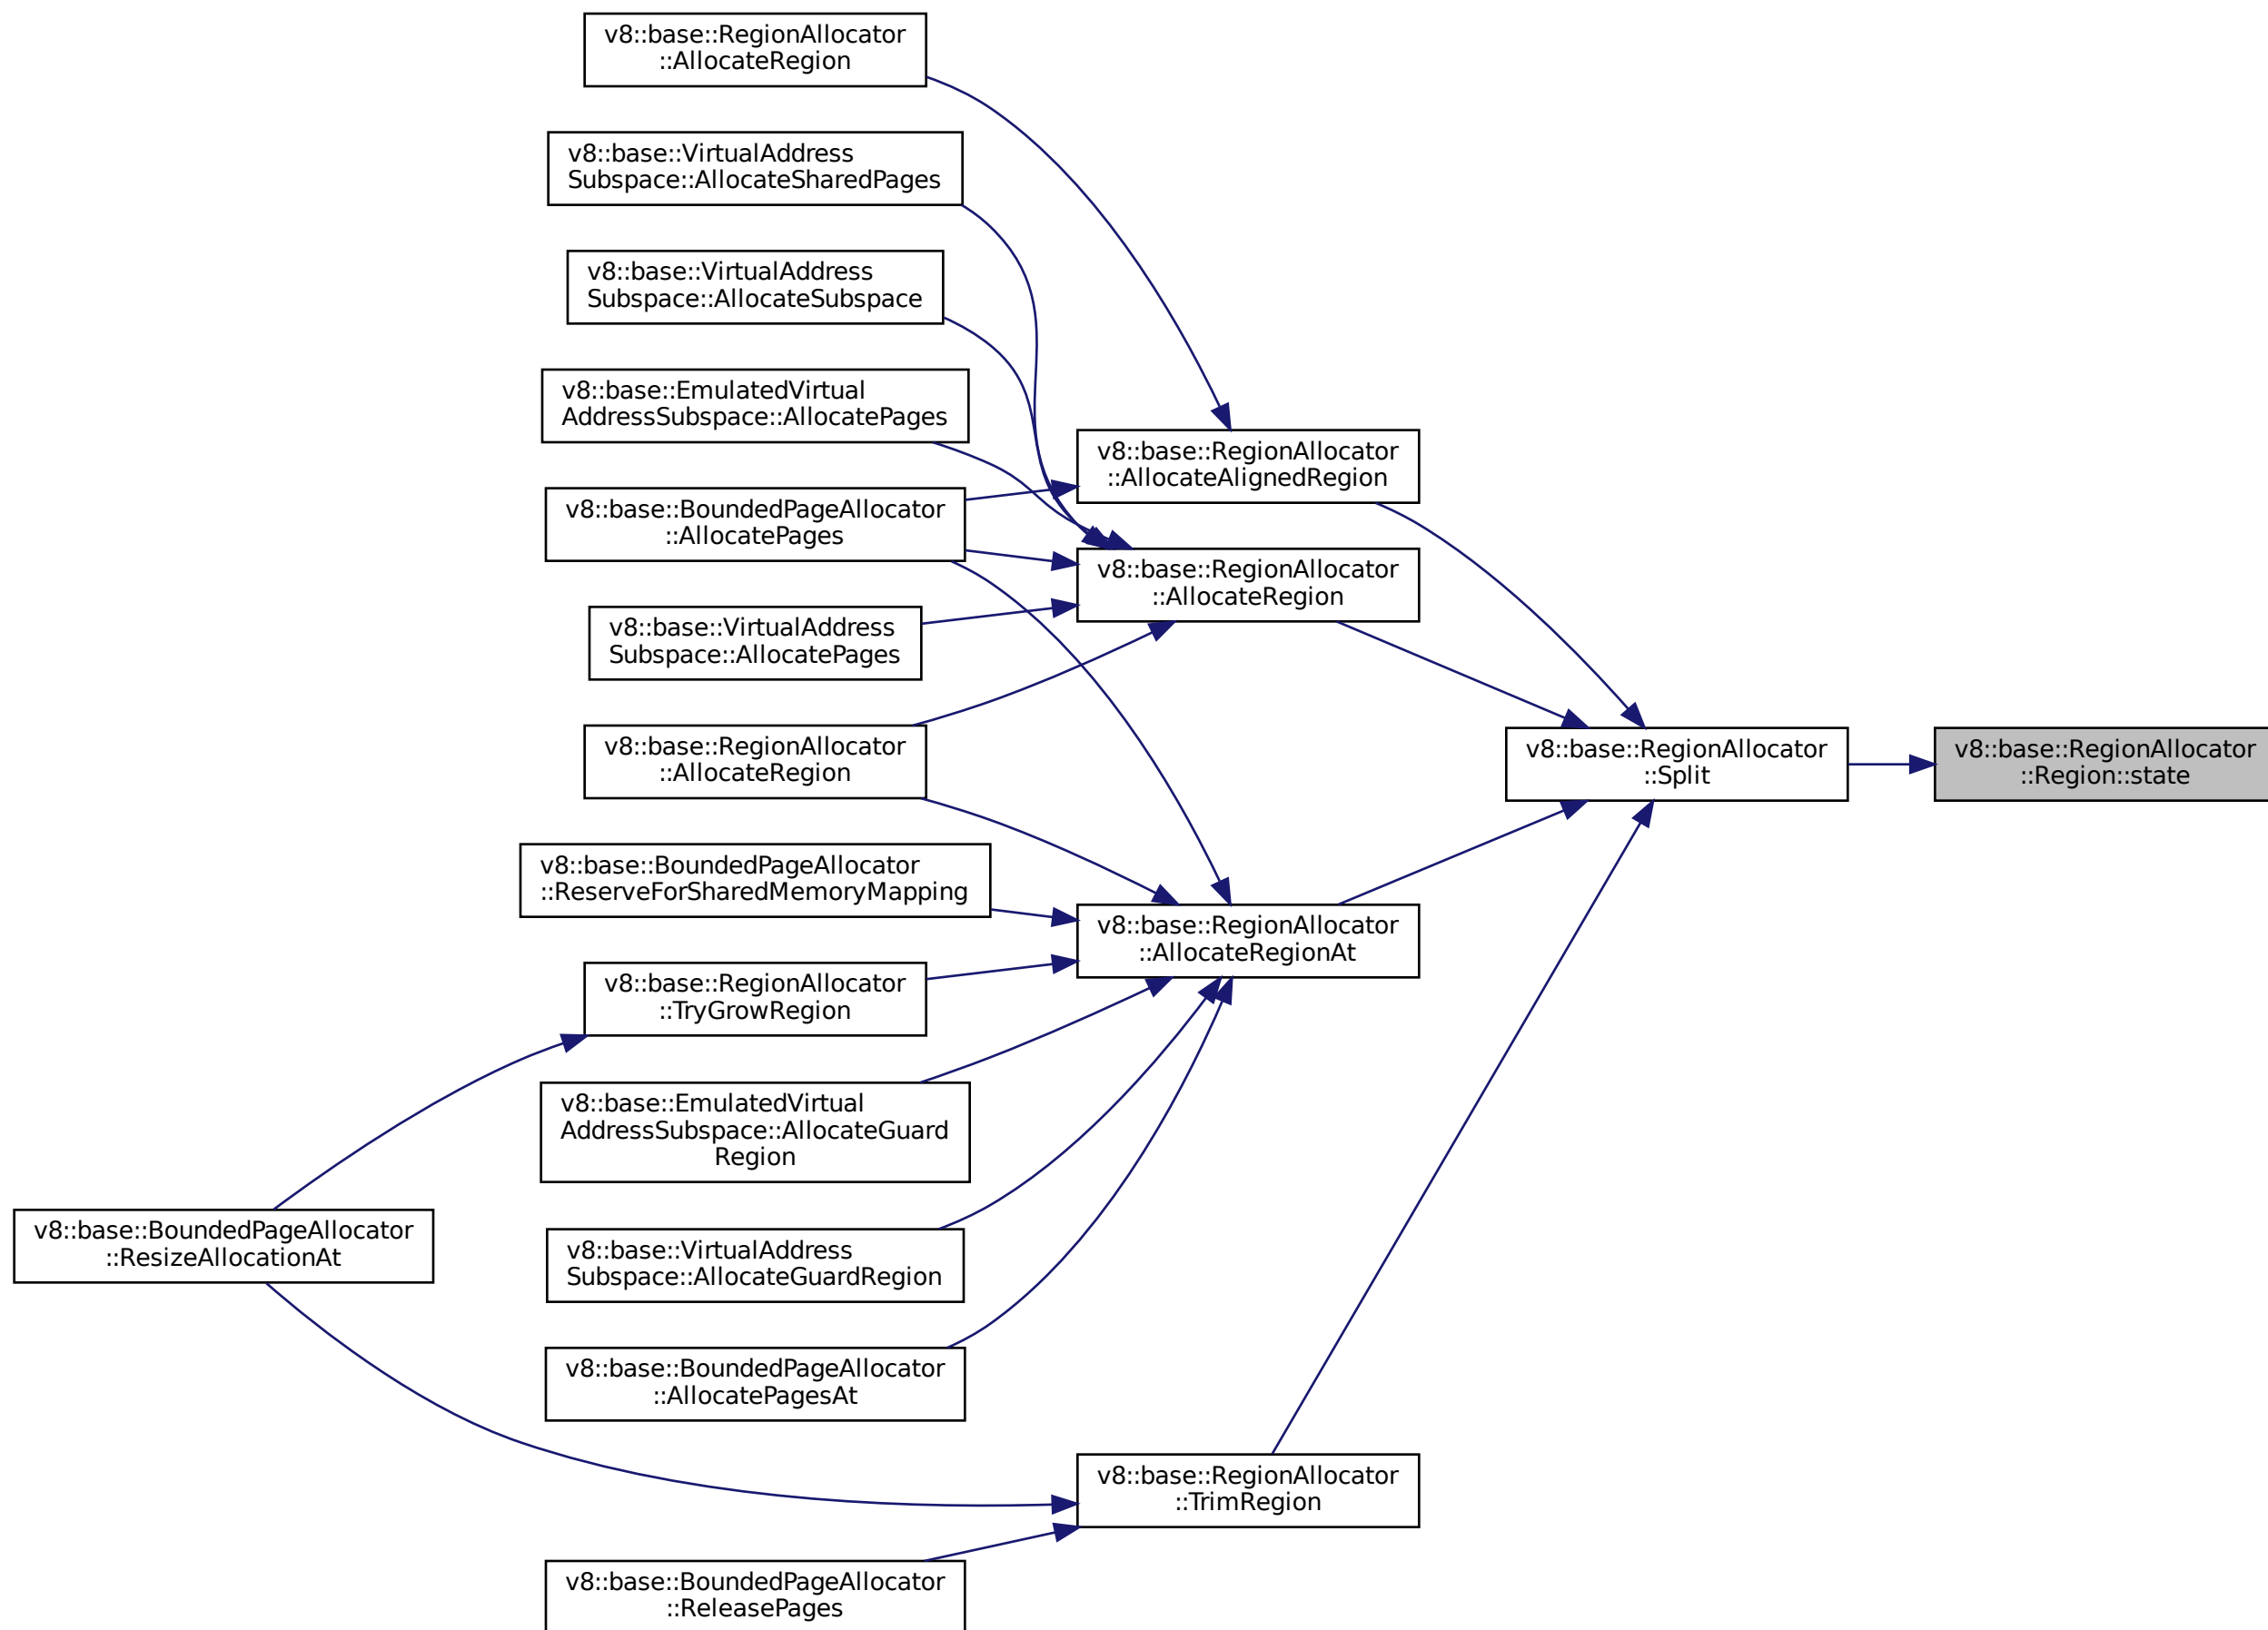 v8::base::RegionAllocator
::AllocateRegion
v8::base::VirtualAddress
Subspace::AllocateSharedPages
v8::base::VirtualAddress
Subspace::AllocateSubspace
v8::base::EmulatedVirtual
AddressSubspace::AllocatePages
v8::base::BoundedPageAllocator
::AllocatePages
v8::base::VirtualAddress
Subspace::AllocatePages
v8::base::RegionAllocator
::AllocateRegion
v8::base::BoundedPageAllocator
::ReserveForSharedMemoryMapping
v8::base::RegionAllocator
::TryGrowRegion
v8::base::EmulatedVirtual
AddressSubspace::AllocateGuard
Region
v8::base::VirtualAddress
Subspace::AllocateGuardRegion
v8::base::BoundedPageAllocator
::AllocatePagesAt
v8::base::BoundedPageAllocator
::ReleasePages
v8::base::BoundedPageAllocator
::ResizeAllocationAt
v8::base::RegionAllocator
::AllocateAlignedRegion
v8::base::RegionAllocator
::AllocateRegion
v8::base::RegionAllocator
::AllocateRegionAt
v8::base::RegionAllocator
::TrimRegion
v8::base::RegionAllocator
::Split
v8::base::RegionAllocator
::Region::state